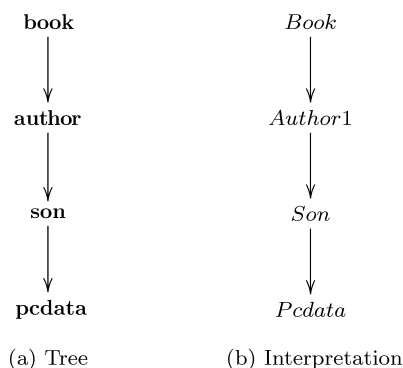 book
author
son
pcdata
(a) Tree
Book
Author1
Son
Pcdata
(b) Interpretation